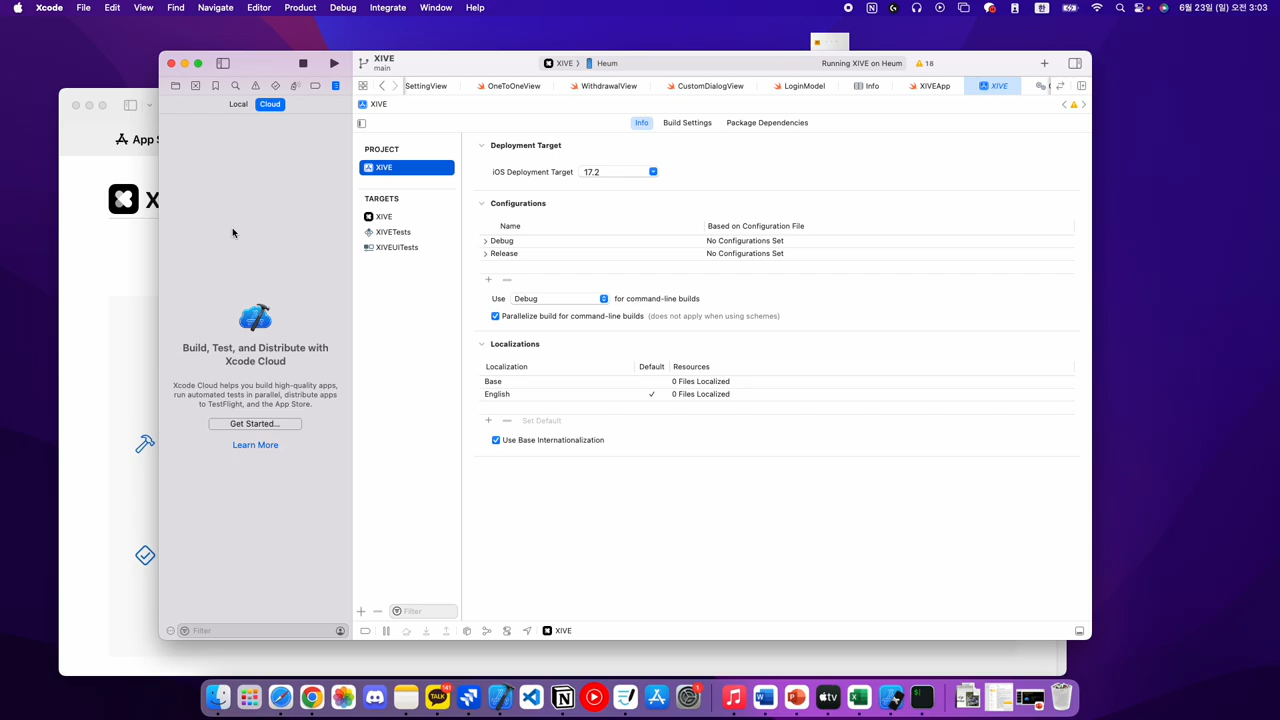 Xcode File Edit View Find Navigate Editor Product Debug Integrate Window Help
한
6월 23일 (일) 오전 3:03
App S
X
XIVE
main
XIVE
Heum
Running XIVE on Heum
18
SettingView
OneToOneView
WithdrawalView
CustomDialogView
LoginModel
Info
XIVEApp
XIVE
Local
Cloud
XIVE
Info
Build Settings
Package Dependencies
PROJECT
XIVE
TARGETS
XIVE
XIVETests
XIVEUITests
Deployment Target
iOS Deployment Target
17.2
Configurations
Name
Based on Configuration File
Debug
No Configurations Set
Release
No Configurations Set
Use
Debug
for command-line builds
Parallelize build for command-line builds (does not apply when using schemes)
Localizations
Localization
Default
Resources
Base
0 Files Localized
English
0 Files Localized
Set Default
Use Base Internationalization
Build, Test, and Distribute with
Xcode Cloud
Xcode Cloud helps you build high-quality apps,
run automated tests in parallel, distribute apps
to TestFlight, and the App Store.
Get Started...
Learn More
Filter
Filter
XIVE
TALK
tv